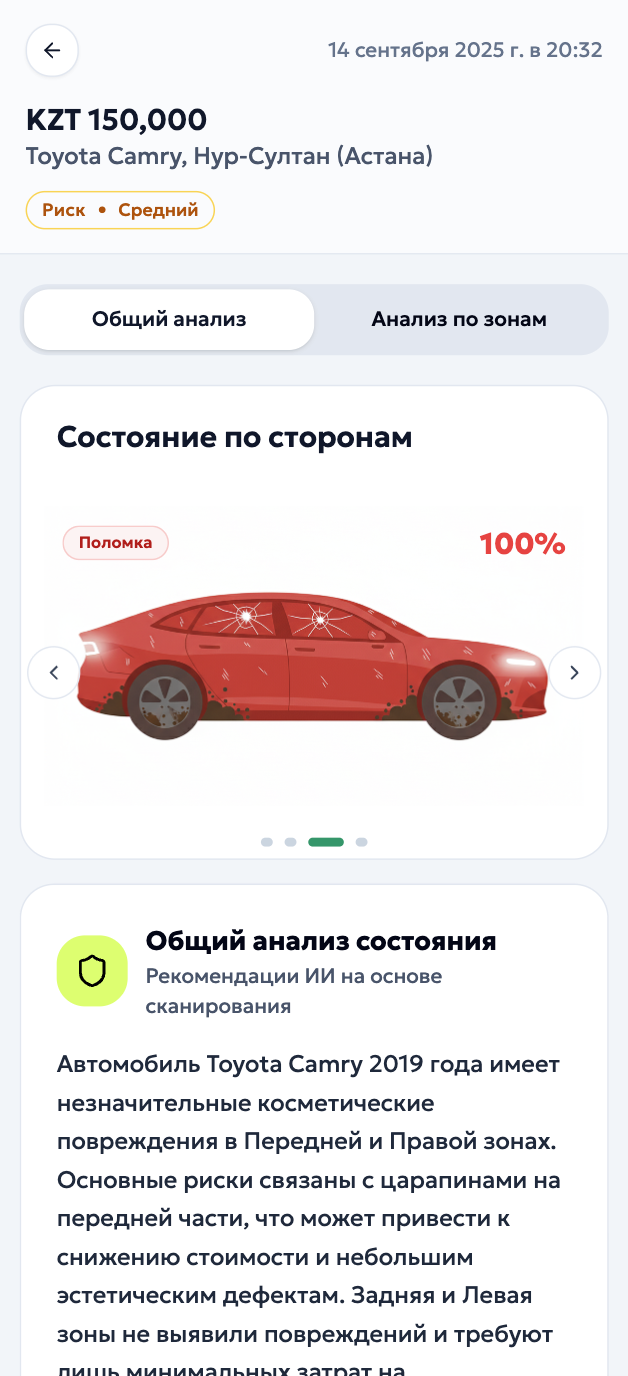 14 сентября 2025 г. в 20:32
KZT 150,000
Toyota Camry, Нур-Султан (Астана)
Риск • Средний
Общий анализ
Анализ по зонам
Состояние по сторонам
Поломка
100%
Общий анализ состояния
Рекомендации ИИ на основе
сканирования
Автомобиль Toyota Camry 2019 года имеет
незначительные косметические
повреждения в Передней и Правой зонах.
Основные риски связаны с царапинами на
передней части, что может привести к
снижению стоимости и небольшим
эстетическим дефектам. Задняя и Левая
зоны не выявили повреждений и требуют
лишь минимальных затрат на